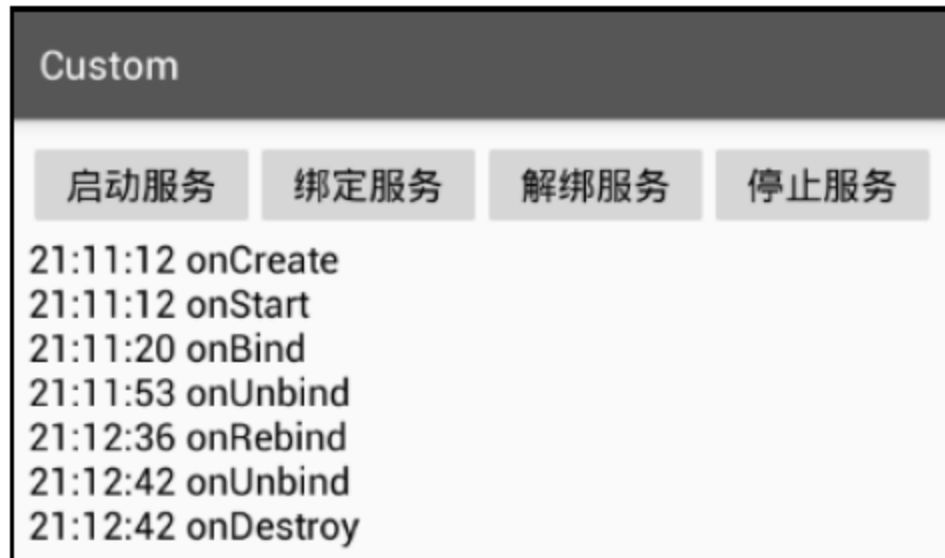 Custom
启动服务 绑定服务 解绑服务 停止服务
21:11:12 onCreate
21:11:12 onStart
21:11:20 onBind
21:11:53 onUnbind
21:12:36 onRebind
21:12:42 onUnbind
21:12:42 onDestroy